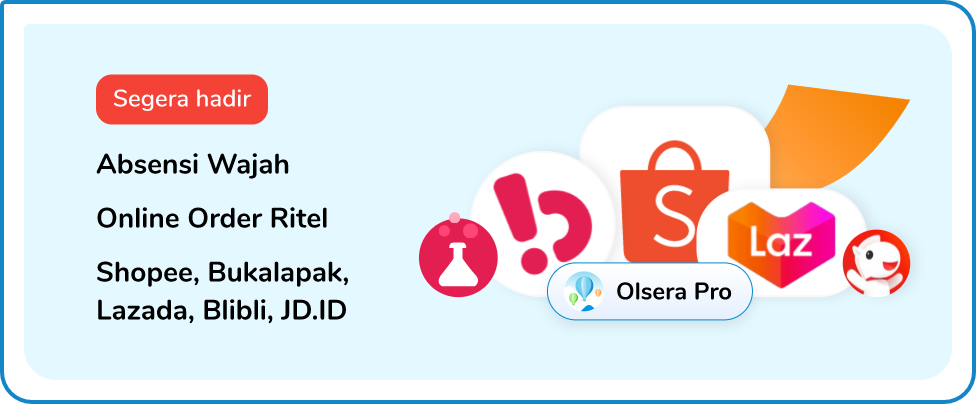 Segera hadir
Absensi Wajah
Online Order Ritel
Shopee, Bukalapak,
Lazada, Blibli, JD.ID
S
Laz
Olsera Pro